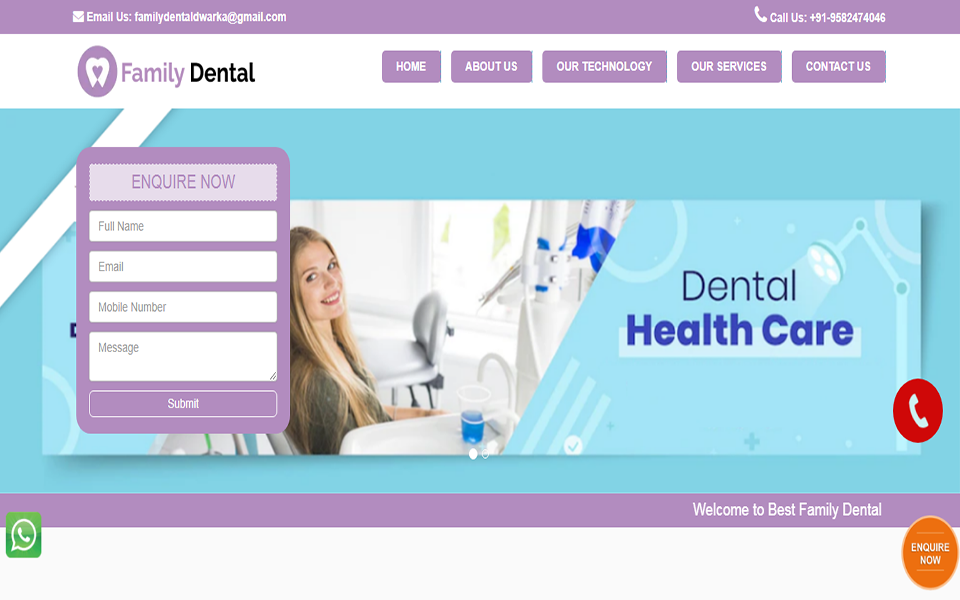 Email Us: familydentaldwarka@gmail.com
Call Us: +91-9582474046
Family Dental
HOME
ABOUT US
OUR TECHNOLOGY
OUR SERVICES
CONTACT US
ENQUIRE NOW
Full Name
Email
Mobile Number
Message
Submit
Dental
Health Care
Welcome to Best Family Dental
ENQUIRE
NOW